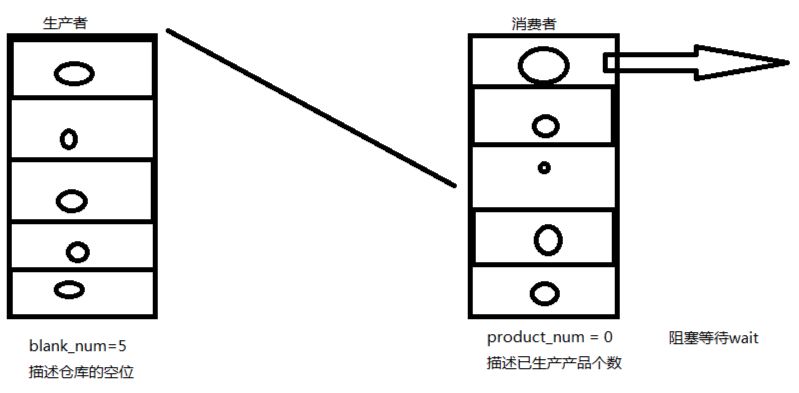 生产者
消费者
blank_num=5
描述仓库的空位
product_num = 0
描述已生产产品个数
阻塞等待wait